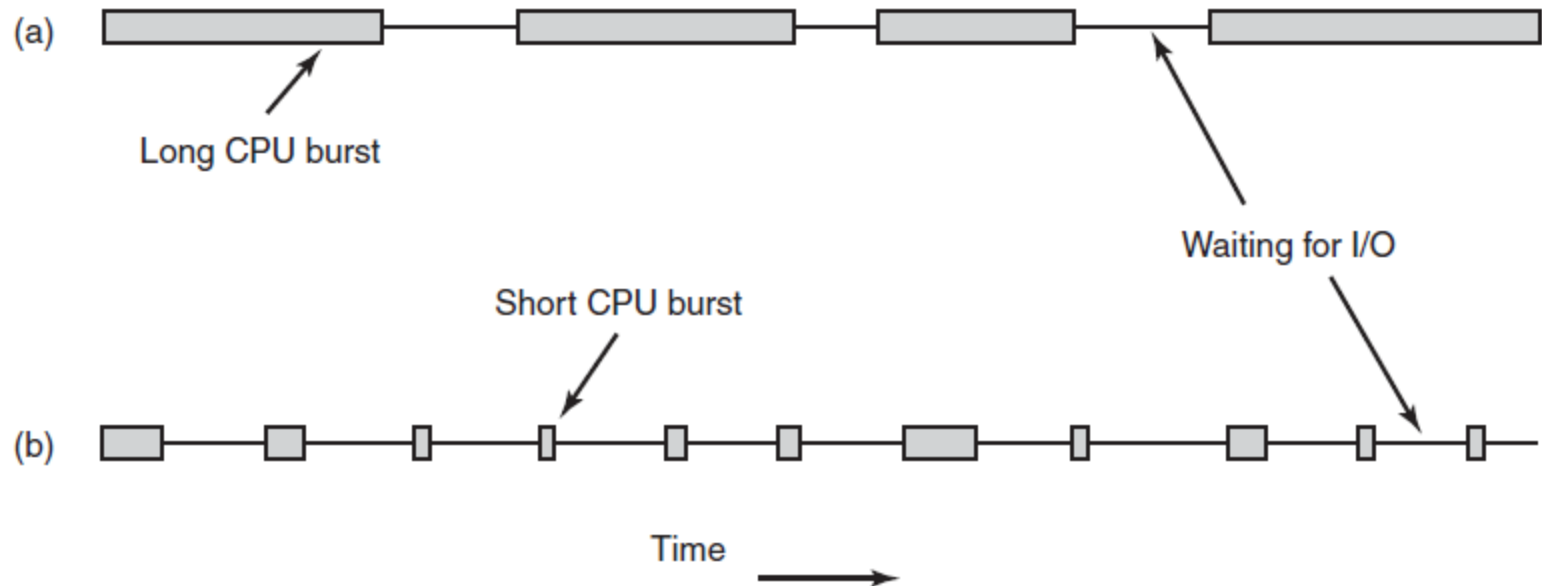 (a)
Long CPU burst
Waiting for I/O
Short CPU burst
(b)
Time